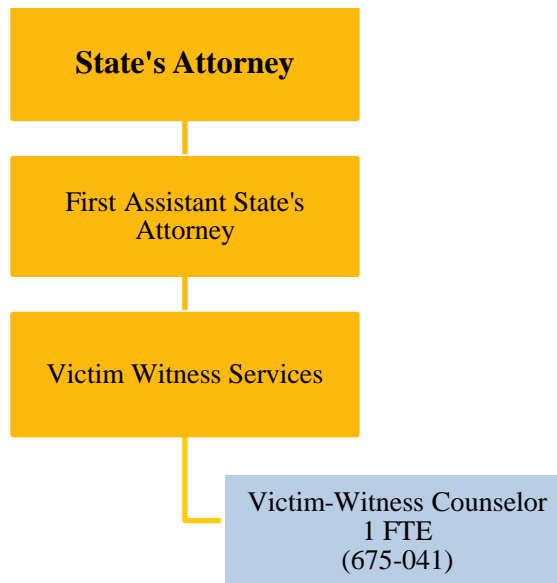 State's Attorney
First Assistant State's
Attorney
Victim Witness Services
Victim-Witness Counselor
1 FTE
(675-041)